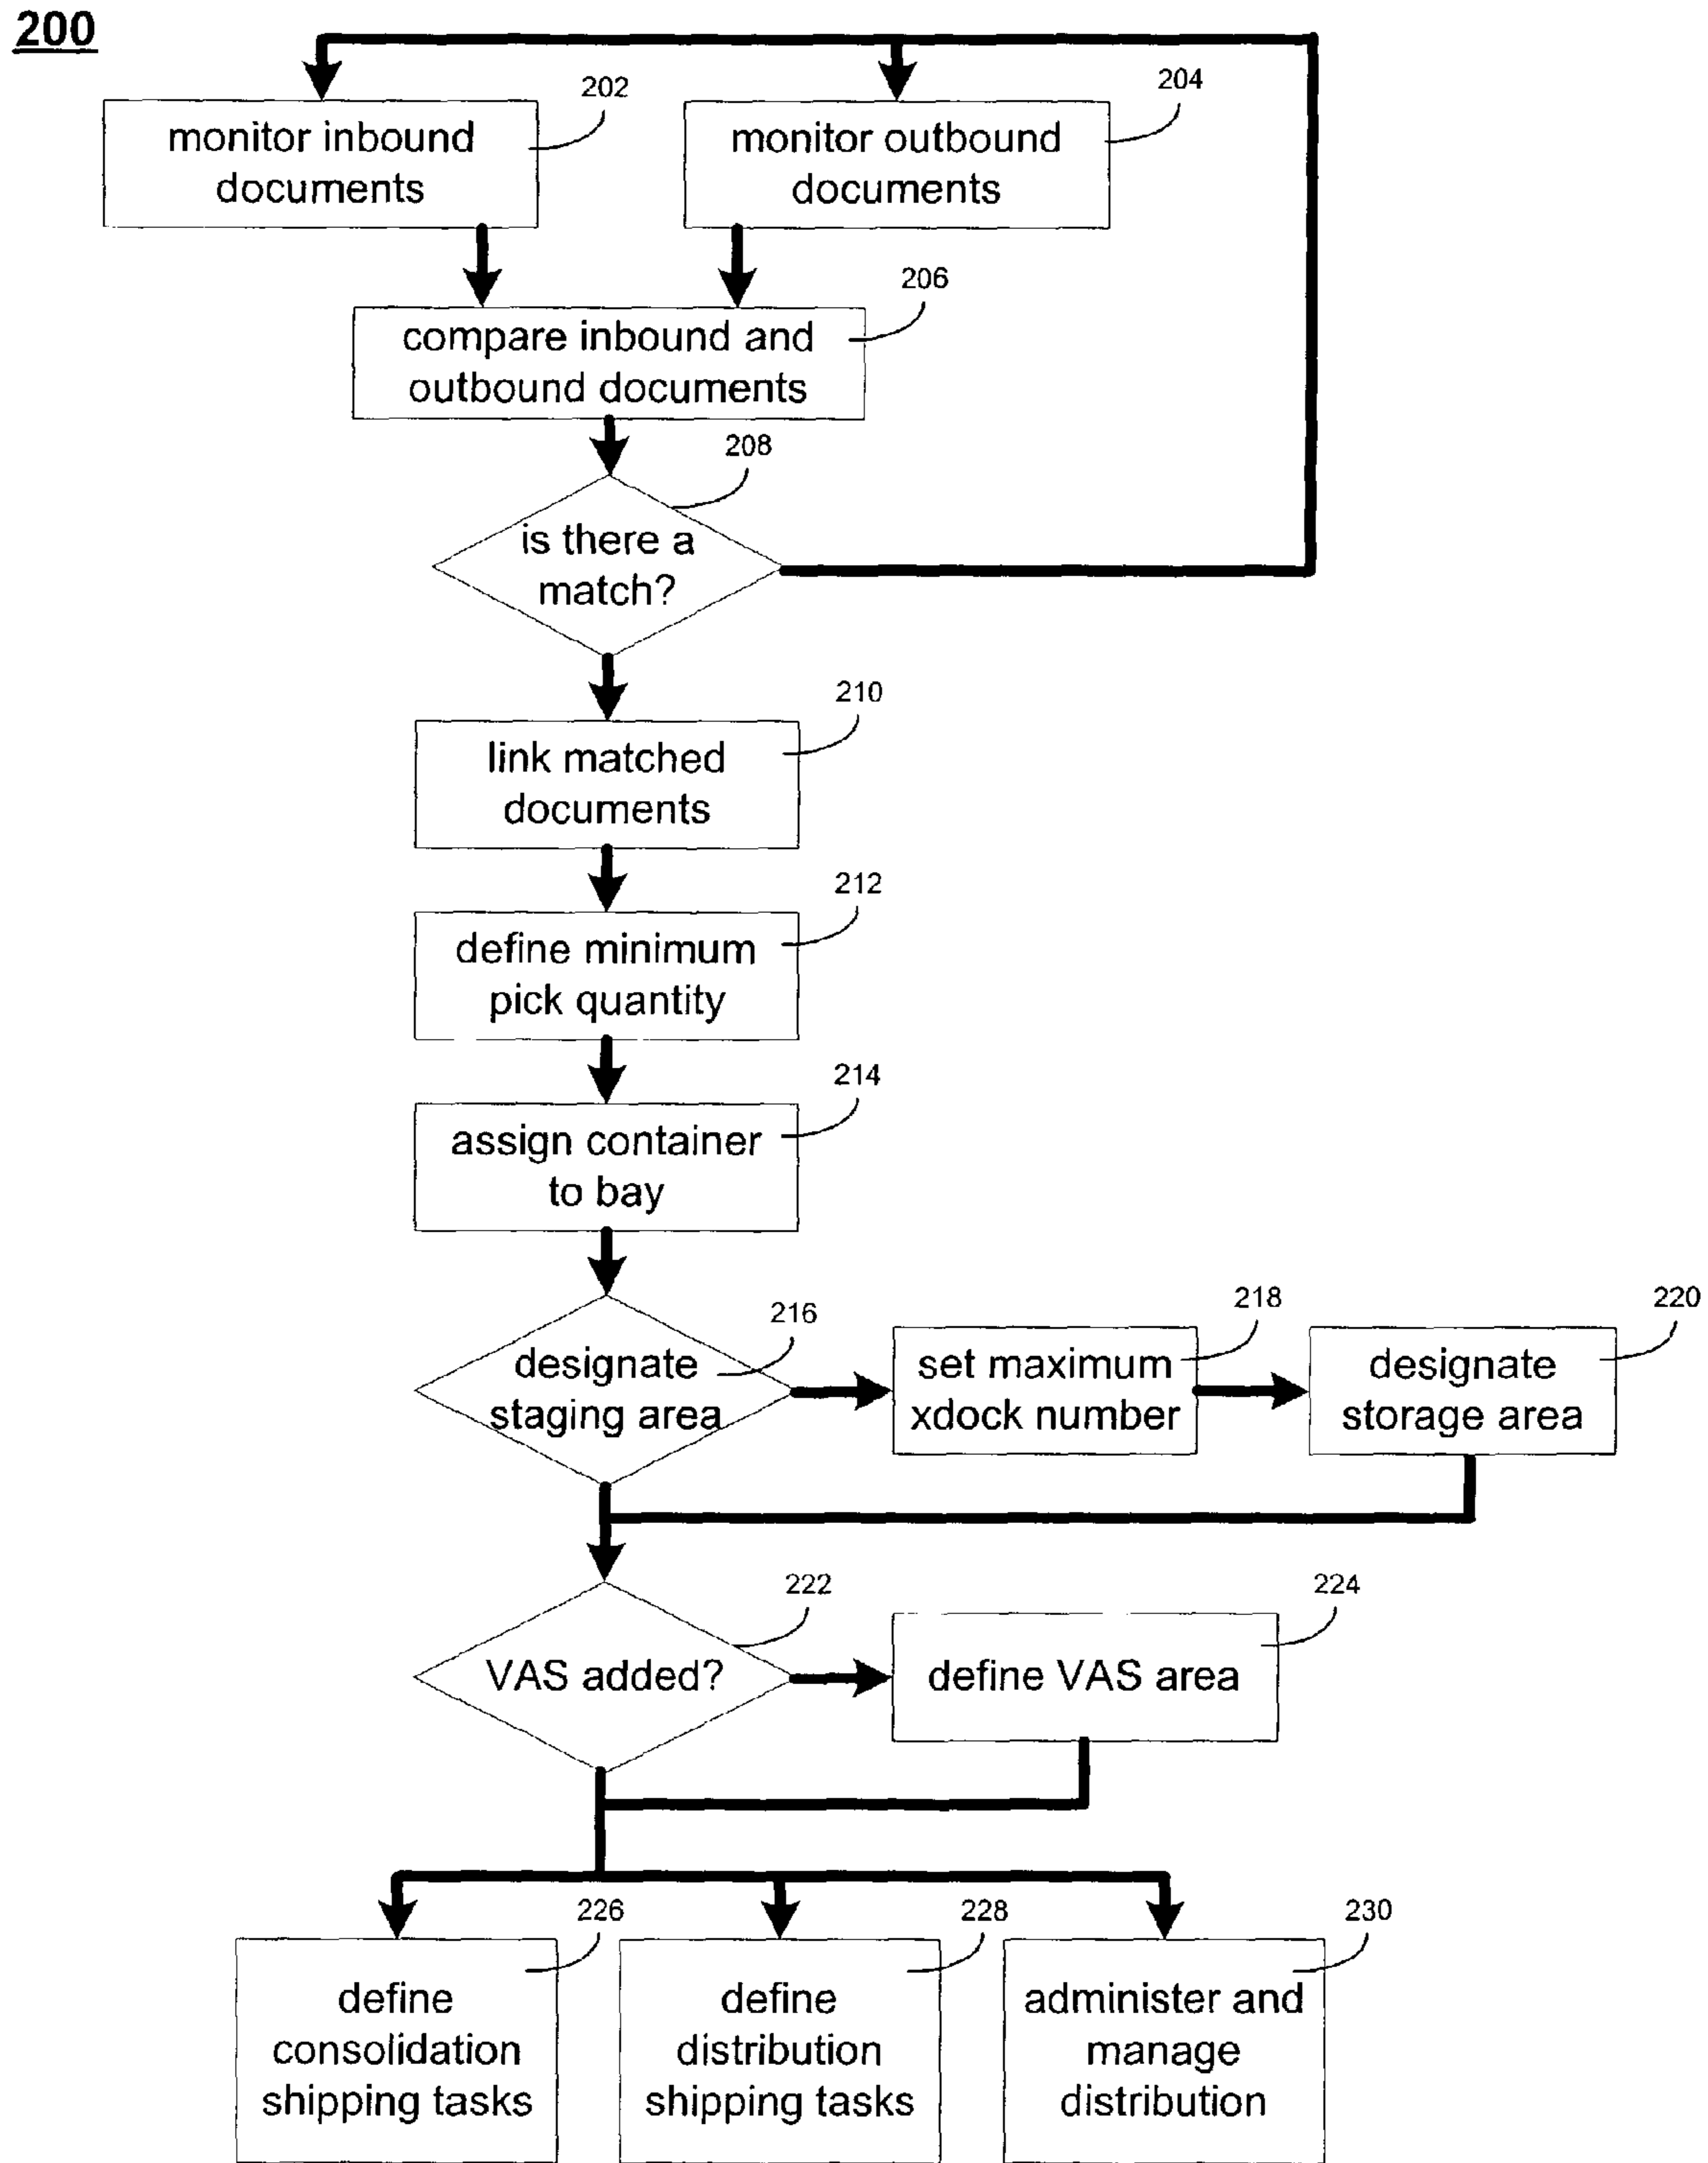 200
202
204
monitor inbound
documents
monitor outbound
documents
206
compare inbound and
outbound documents
208
is there a
match?
210
link matched
documents
212
define minimum
pick quantity
214
assign container
to bay
216
218
220
designate
staging area
set maximum
xdock number
designate
storage area
222
224
VAS added?
define VAS area
226
228
230
define
consolidation
shipping tasks
define
distribution
shipping tasks
administer and
manage
distribution